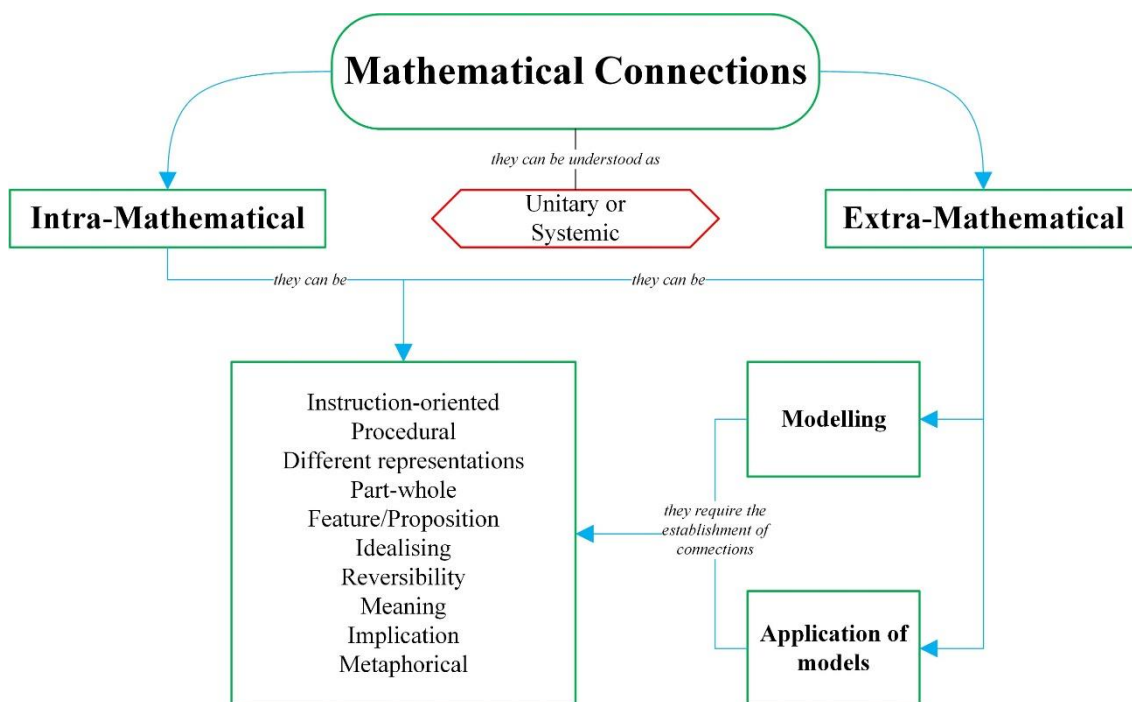 Mathematical Connections
they can be understood as
Intra-Mathematical
Unitary or
Systemic
Extra-Mathematical
they can be
they can be
Instruction-oriented
Procedural
Different representations
Part-whole
Feature/Proposition
Idealising
Reversibility
Meaning
Implication
Metaphorical
they require the
establishment of
connections
Modelling
Application of
models